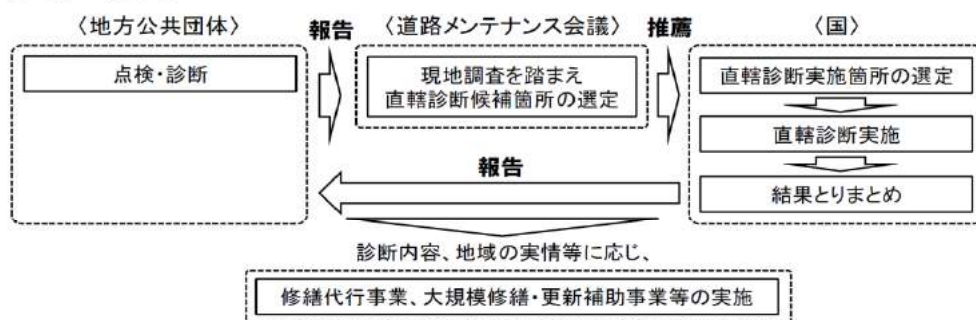 〈地方公共団体〉
点検・診断
報告
〈道路メンテナンス会議〉
現地調査を踏まえ
直轄診断候補箇所の選定
推薦
〈国〉
直轄診断実施箇所の選定
直轄診断実施
結果とりまとめ
報告
診断内容、地域の実情等に応じ、
修繕代行事業、大規模修繕・更新補助事業等の実施